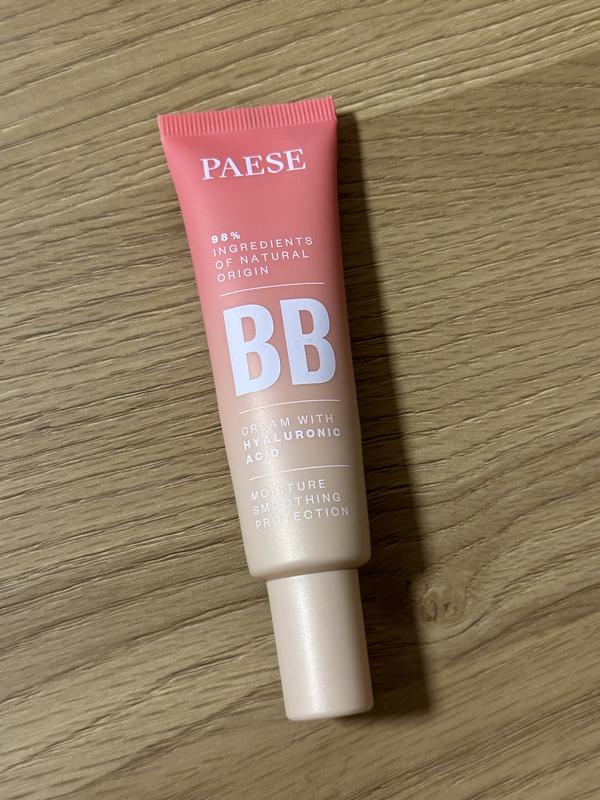 PAESE
98%
INGREDIENTS
OF NATURAL
ORIGIN
BB
CREAM WITH
HYALURONIC
ACID
MOISTURE
SMOOTHING
PROTECTION